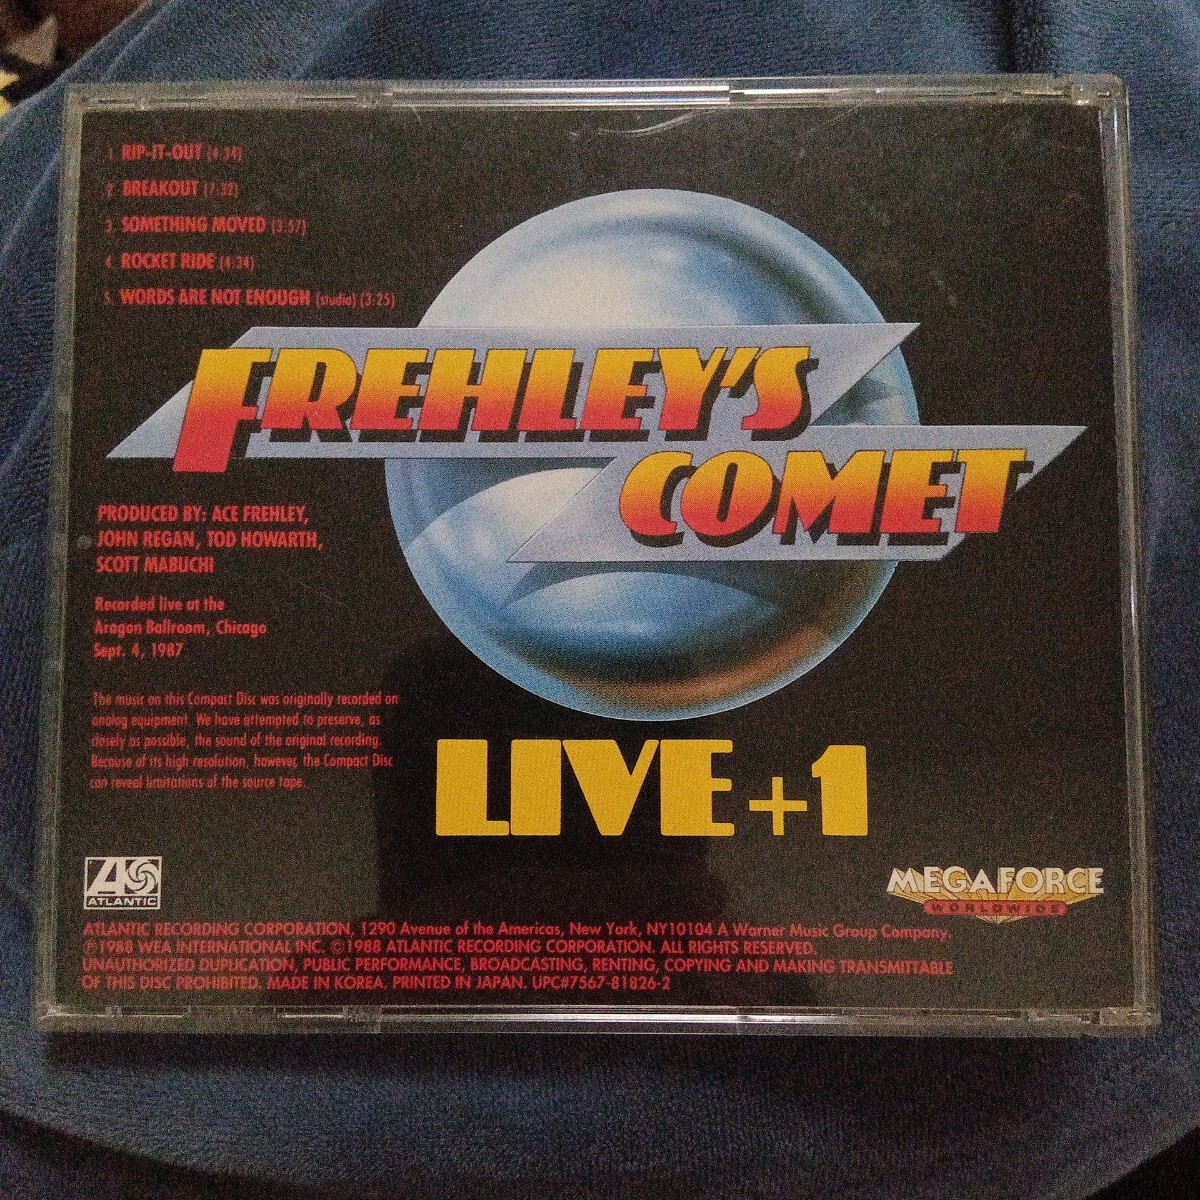 1. RIP-IT-OUT (4:34)
2. BREAKOUT (7:32)
3. SOMETHING MOVED (3:57)
4. ROCKET RIDE (4:34)
5. WORDS ARE NOT ENOUGH (studio) (3:25)
FREHLEY'S
COMET
PRODUCED BY: ACE FREHLEY,
JOHN REGAN, TOD HOWARTH,
SCOTT MABUCHI
Recorded live at the
Aragon Ballroom, Chicago
Sept. 4, 1987
The music on this Compact Disc was originally recorded on
analog equipment. We have attempted to preserve, as
closely as possible, the sound of the original recording.
Because of its high resolution, however, the Compact Disc
can reveal limitations of the source tape.
LIVE +1
ATLANTIC
MEGAFORCE
WORLDWIDE
ATLANTIC RECORDING CORPORATION, 1290 Avenue of the Americas, New York, NY10104 A Warner Music Group Company.
℗1988 WEA INTERNATIONAL INC. ©1988 ATLANTIC RECORDING CORPORATION. ALL RIGHTS RESERVED.
UNAUTHORIZED DUPLICATION, PUBLIC PERFORMANCE, BROADCASTING, RENTING, COPYING AND MAKING TRANSMITTABLE
OF THIS DISC PROHIBITED. MADE IN KOREA. PRINTED IN JAPAN. UPC#7567-81826-2